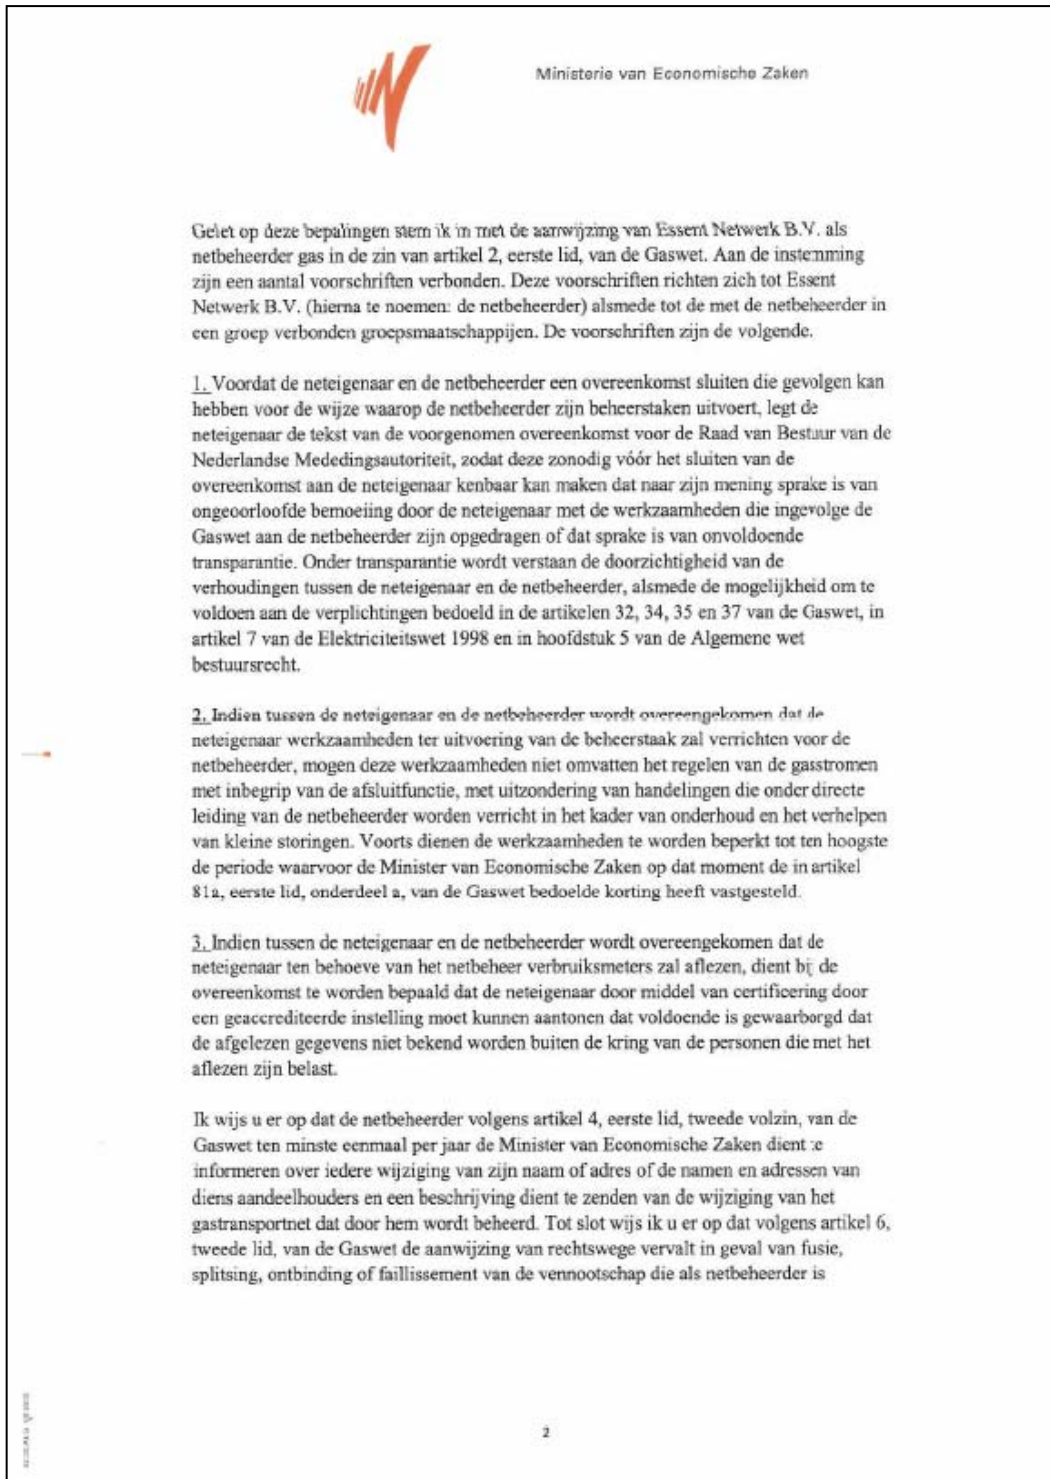 Ministerie van Economische Zaken
Gelet op deze bepalingen stem ik in met de aanwijzing van Essent Netwerk B.V. als
netbeheerder gas in de zin van artikel 2, eerste lid, van de Gaswet. Aan de instemming
zijn een aantal voorschriften verbonden. Deze voorschriften richten zich tot Essent
Netwerk B.V. (hierna te noemen: de netbeheerder) alsmede tot de met de netbeheerder in
een groep verbonden groepsmaatschappijen. De voorschriften zijn de volgende.
1. Voordat de neteigenaar en de netbeheerder een overeenkomst sluiten die gevolgen kan
hebben voor de wijze waarop de netbeheerder zijn beheerstaken uitvoert, legt de
neteigenaar de tekst van de voorgenomen overeenkomst voor de Raad van Bestuur van de
Nederlandse Mededingsautoriteit, zodat deze zonodig vóór het sluiten van de
overeenkomst aan de neteigenaar kenbaar kan maken dat naar zijn mening sprake is van
ongeoorloofde bemoeiing door de neteigenaar met de werkzaamheden die ingevolge de
Gaswet aan de netbeheerder zijn opgedragen of dat sprake is van onvoldoende
transparantie. Onder transparantie wordt verstaan de doorzichtigheid van de
verhoudingen tussen de neteigenaar en de netbeheerder, alsmede de mogelijkheid om te
voldoen aan de verplichtingen bedoeld in de artikelen 32, 34, 35 en 37 van de Gaswet, in
artikel 7 van de Elektriciteitswet 1998 en in hoofdstuk 5 van de Algemene wet
bestuursrecht.
2. Indien tussen de neteigenaar en de netbeheerder wordt overeengekomen dat de
neteigenaar werkzaamheden ter uitvoering van de beheerstaak zal verrichten voor de
netbeheerder, mogen deze werkzaamheden niet omvatten het regelen van de gasstromen
met inbegrip van de afsluitfunctie, met uitzondering van handelingen die onder directe
leiding van de netbeheerder worden verricht in het kader van onderhoud en het verhelpen
van kleine storingen. Voorts dienen de werkzaamheden te worden beperkt tot ten hoogste
de periode waarvoor de Minister van Economische Zaken op dat moment de in artikel
81a, eerste lid, onderdeel a, van de Gaswet bedoelde korting heeft vastgesteld.
3. Indien tussen de neteigenaar en de netbeheerder wordt overeengekomen dat de
neteigenaar ten behoeve van het netbeheer verbruiksmeters zal aflezen, dient bij de
overeenkomst te worden bepaald dat de neteigenaar door middel van certificering door
een geaccrediteerde instelling moet kunnen aantonen dat voldoende is gewaarborgd dat
de afgelezen gegevens niet bekend worden buiten de kring van de personen die met het
aflezen zijn belast.
Ik wijs u er op dat de netbeheerder volgens artikel 4, eerste lid, tweede volzin, van de
Gaswet ten minste eenmaal per jaar de Minister van Economische Zaken dient te
informeren over iedere wijziging van zijn naam of adres of de namen en adressen van
diens aandeelhouders en een beschrijving dient te zenden van de wijziging van het
gastransportnet dat door hem wordt beheerd. Tot slot wijs ik u er op dat volgens artikel 6,
tweede lid, van de Gaswet de aanwijzing van rechtswege vervalt in geval van fusie,
splitsing, ontbinding of faillissement van de vennootschap die als netbeheerder is
2